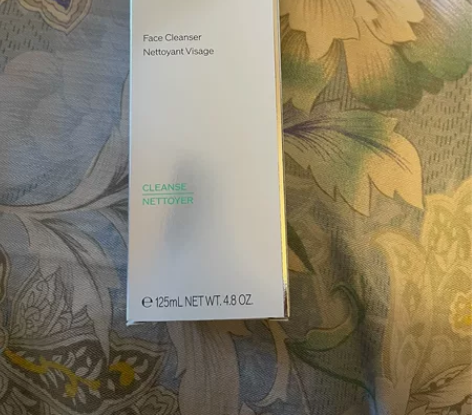 Face Cleanser
Nettoyant Visage
CLEANSE
NETTOYER
℮ 125mL NET WT. 4.8 OZ.